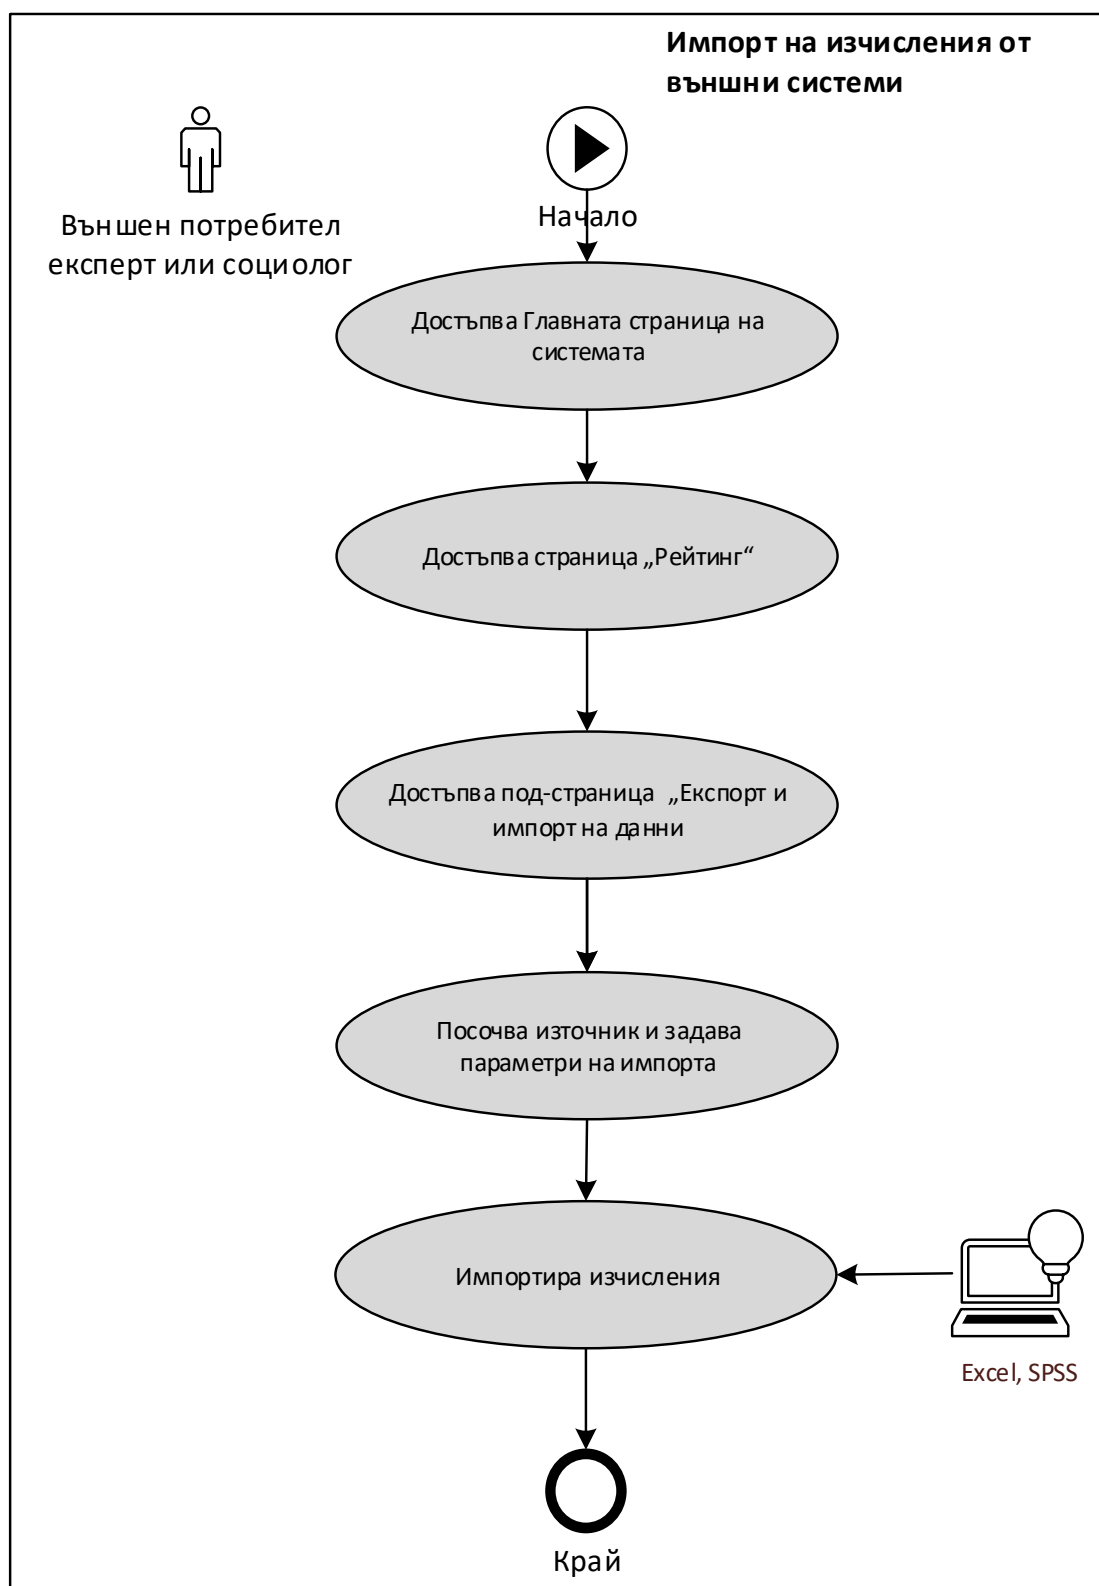 Импорт на изчисления от
външни системи
Външен потребител
експерт или социолог
Начало
Достъпва Главната страница на
системата
Достъпва страница „Рейтинг“
Достъпва под-страница „Експорт и
импорт на данни
Посочва източник и задава
параметри на импорта
Импортира изчисления
Excel, SPSS
Край